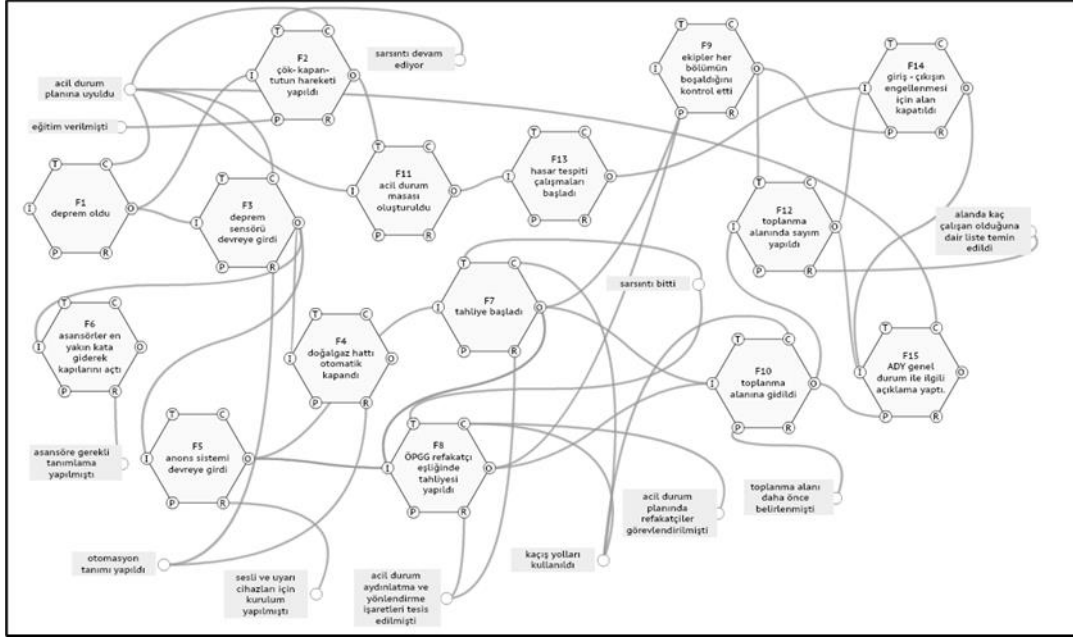 F2
çök- kapan-
tutun hareketi
yapıldı
T
C
I
O
P
R
sarsıntı devam
ediyor
acil durum
planına uyuldu
eğitim verilmişti
F1
deprem oldu
T
C
I
O
P
R
F3
deprem
sensörü
devreye girdi
T
C
I
O
P
R
F11
acil durum
masası
oluşturuldu
T
C
I
O
P
R
F13
hasar tespiti
çalışmaları
başladı
T
C
I
O
P
R
F9
ekipler her
bölümün
boşaldığını
kontrol etti
T
C
I
O
P
R
F14
giriş - çıkışın
engellenmesi
için alan
kapatıldı
T
C
I
O
P
R
F12
toplanma
alanında sayım
yapıldı
T
C
I
O
P
R
alanda kaç
çalışan olduğuna
dair liste temin
edildi
F6
asansörler en
yakın kata
giderek
kapılarını açtı
T
C
I
O
P
R
F4
doğalgaz hattı
otomatik
kapandı
T
C
I
O
P
R
F7
tahliye başladı
T
C
I
O
P
R
sarsıntı bitti
F10
toplanma
alanına gidildi
T
C
I
O
P
R
F15
ADY genel
durum ile ilgili
açıklama yaptı.
T
C
I
O
P
R
asansöre gerekli
tanımlama
yapılmıştı
F5
anons sistemi
devreye girdi
T
C
I
O
P
R
F8
ÖPGG refakatçı
eşliğinde
tahliyesi
yapıldı
T
C
I
O
P
R
acil durum
planında
refakatçiler
görevlendirilmişti
toplanma alanı
daha önce
belirlenmişti
otomasyon
tanımı yapıldı
sesli ve uyarı
cihazları için
kurulum
yapılmıştı
acil durum
aydınlatma ve
yönlendirme
işaretleri tesis
edilmişti
kaçış yolları
kullanıldı